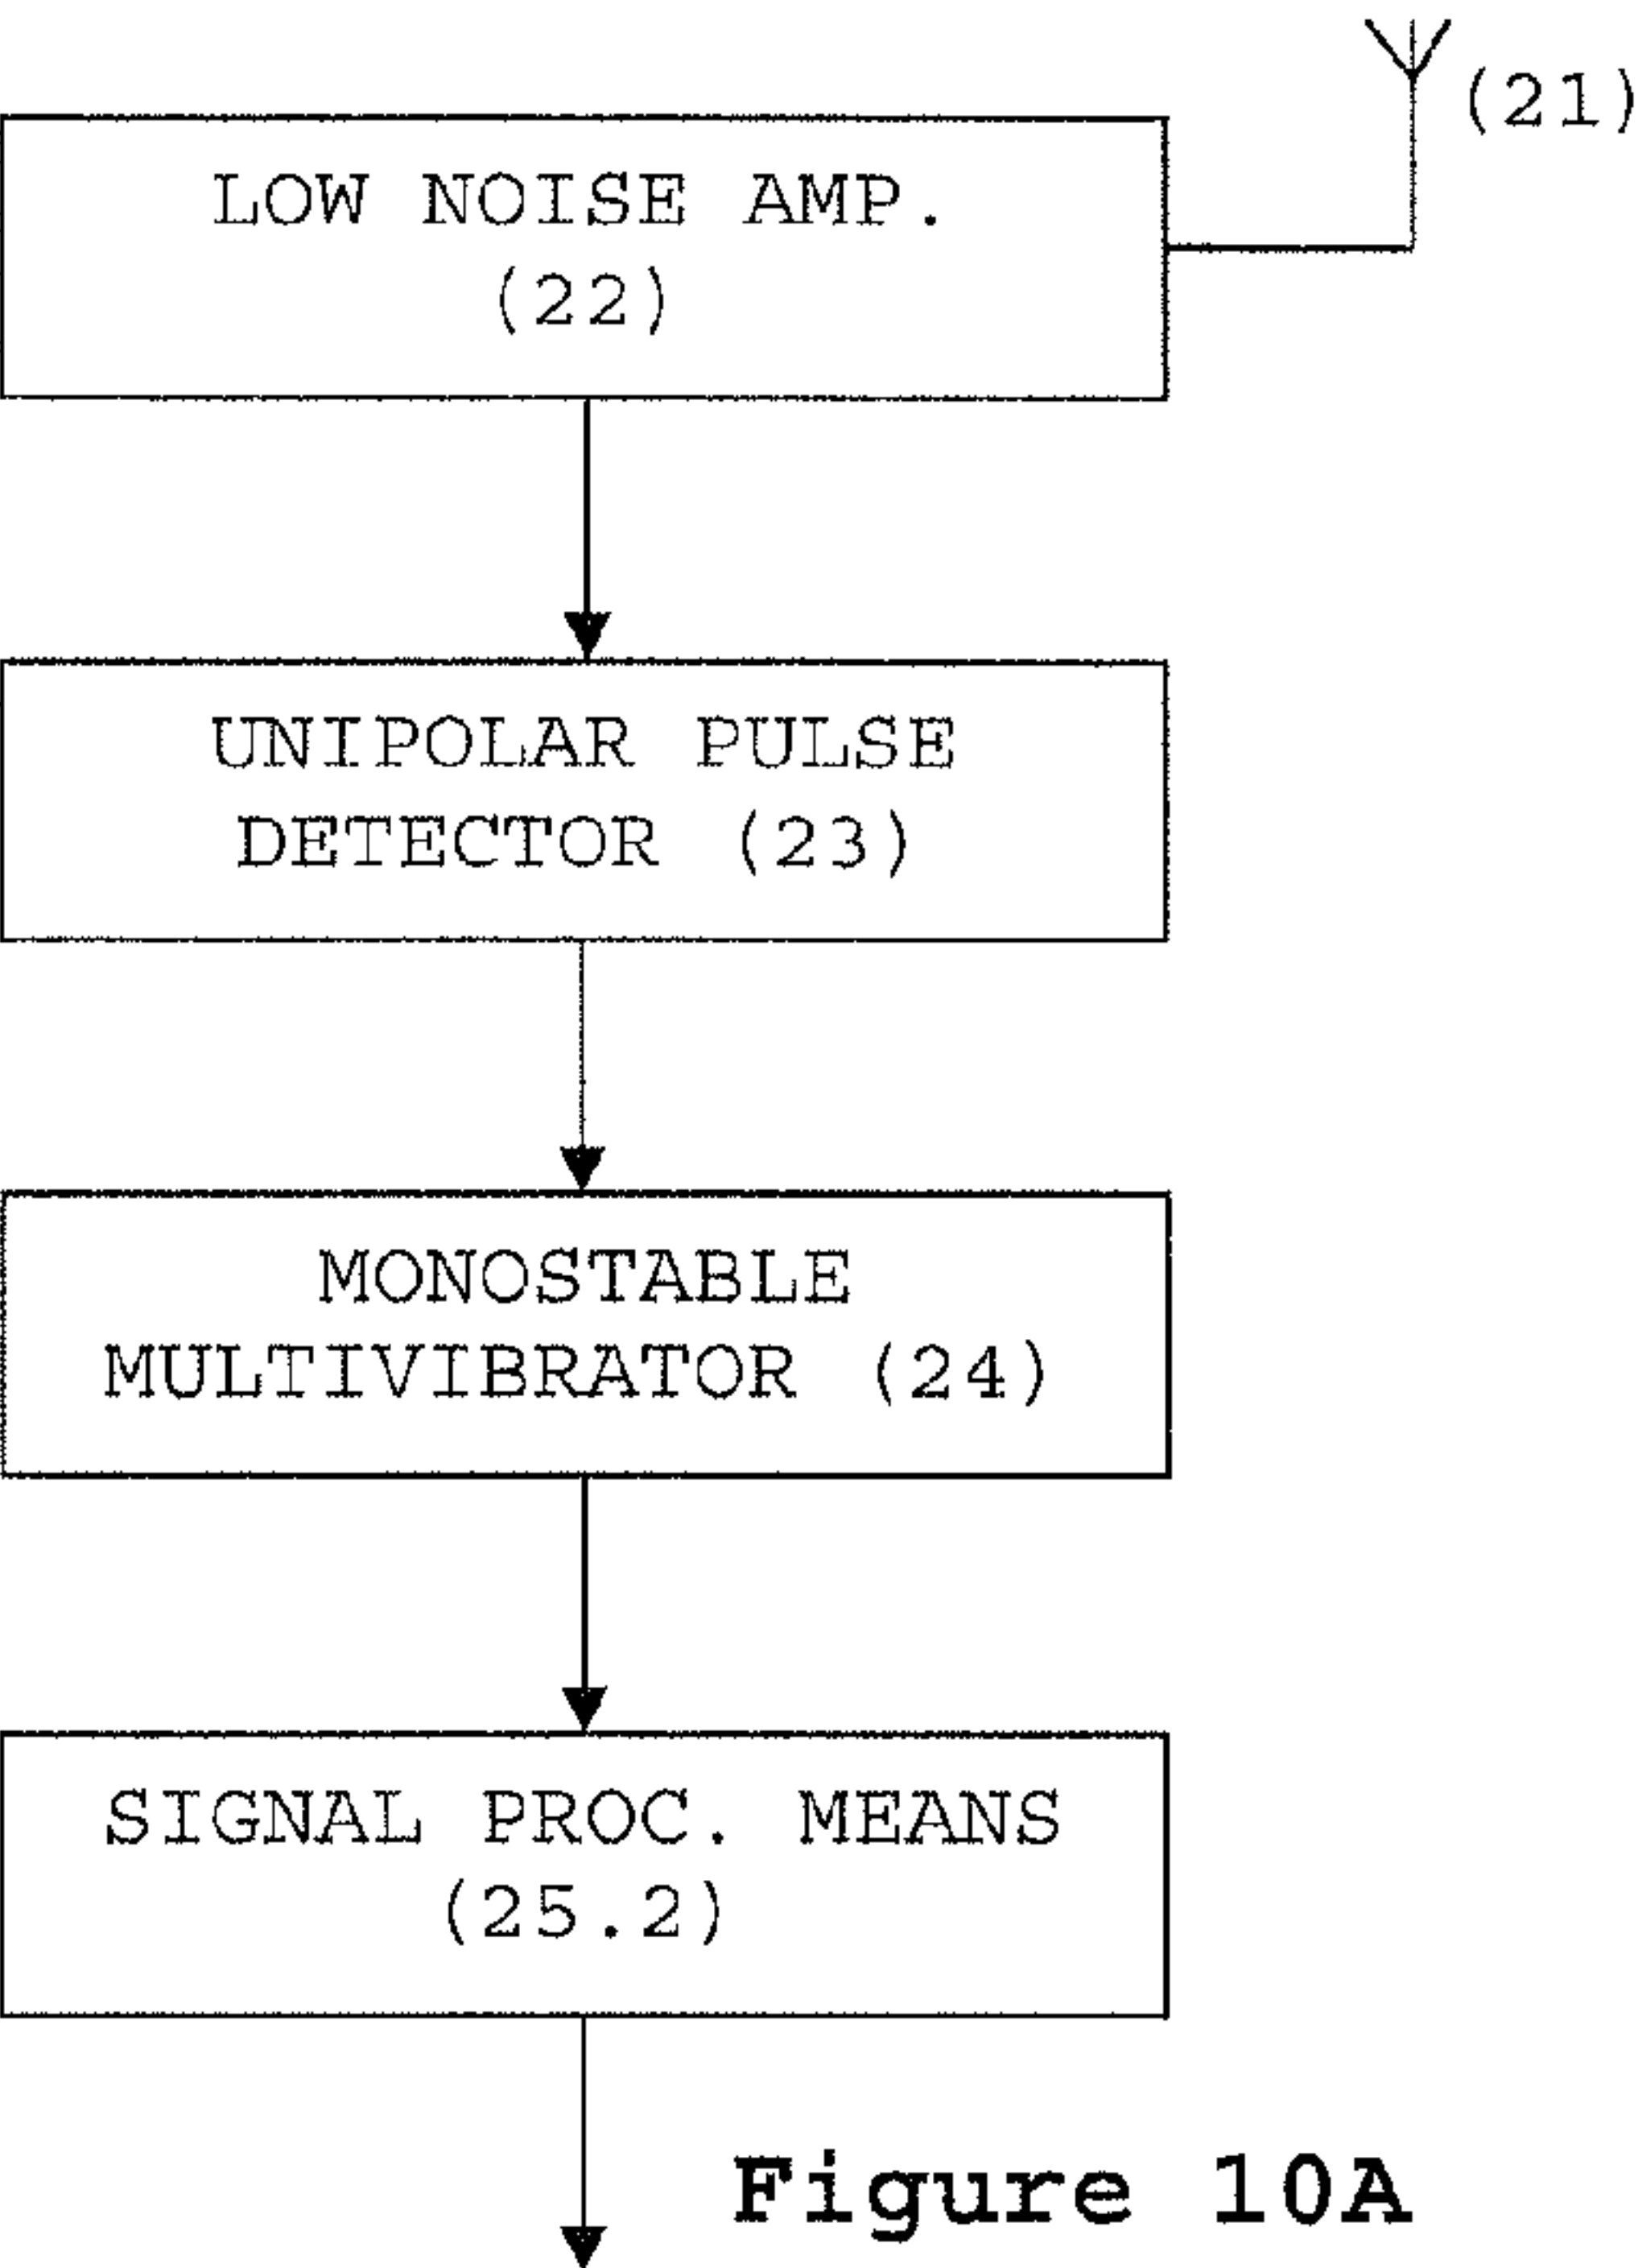 (21)
LOW NOISE AMP.
(22)
UNIPOLAR PULSE
DETECTOR (23)
MONOSTABLE
MULTIVIBRATOR (24)
SIGNAL PROC. MEANS
(25.2)
Figure 10A